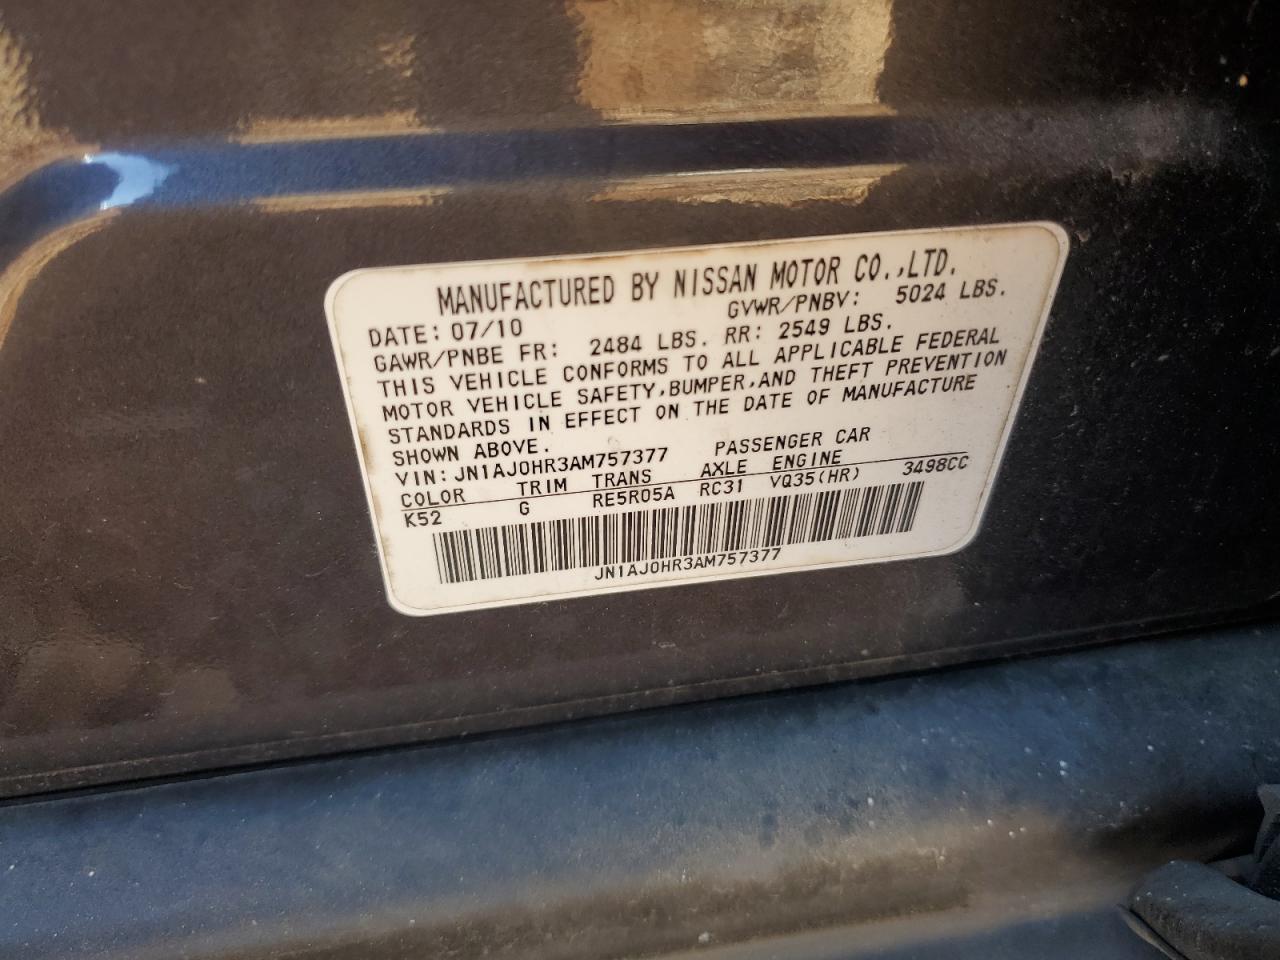 MANUFACTURED BY NISSAN MOTOR CO.,LTD.
DATE: 07/10 GVWR/PNBV: 5024 LBS.
GAWR/PNBE FR: 2484 LBS. RR: 2549 LBS.
THIS VEHICLE CONFORMS TO ALL APPLICABLE FEDERAL
MOTOR VEHICLE SAFETY,BUMPER,AND THEFT PREVENTION
STANDARDS IN EFFECT ON THE DATE OF MANUFACTURE
SHOWN ABOVE.
VIN: JN1AJ0HR3AM757377 PASSENGER CAR
COLOR TRIM TRANS AXLE ENGINE
K52 G RE5R05A RC31 VQ35(HR) 3498CC
JN1AJ0HR3AM757377